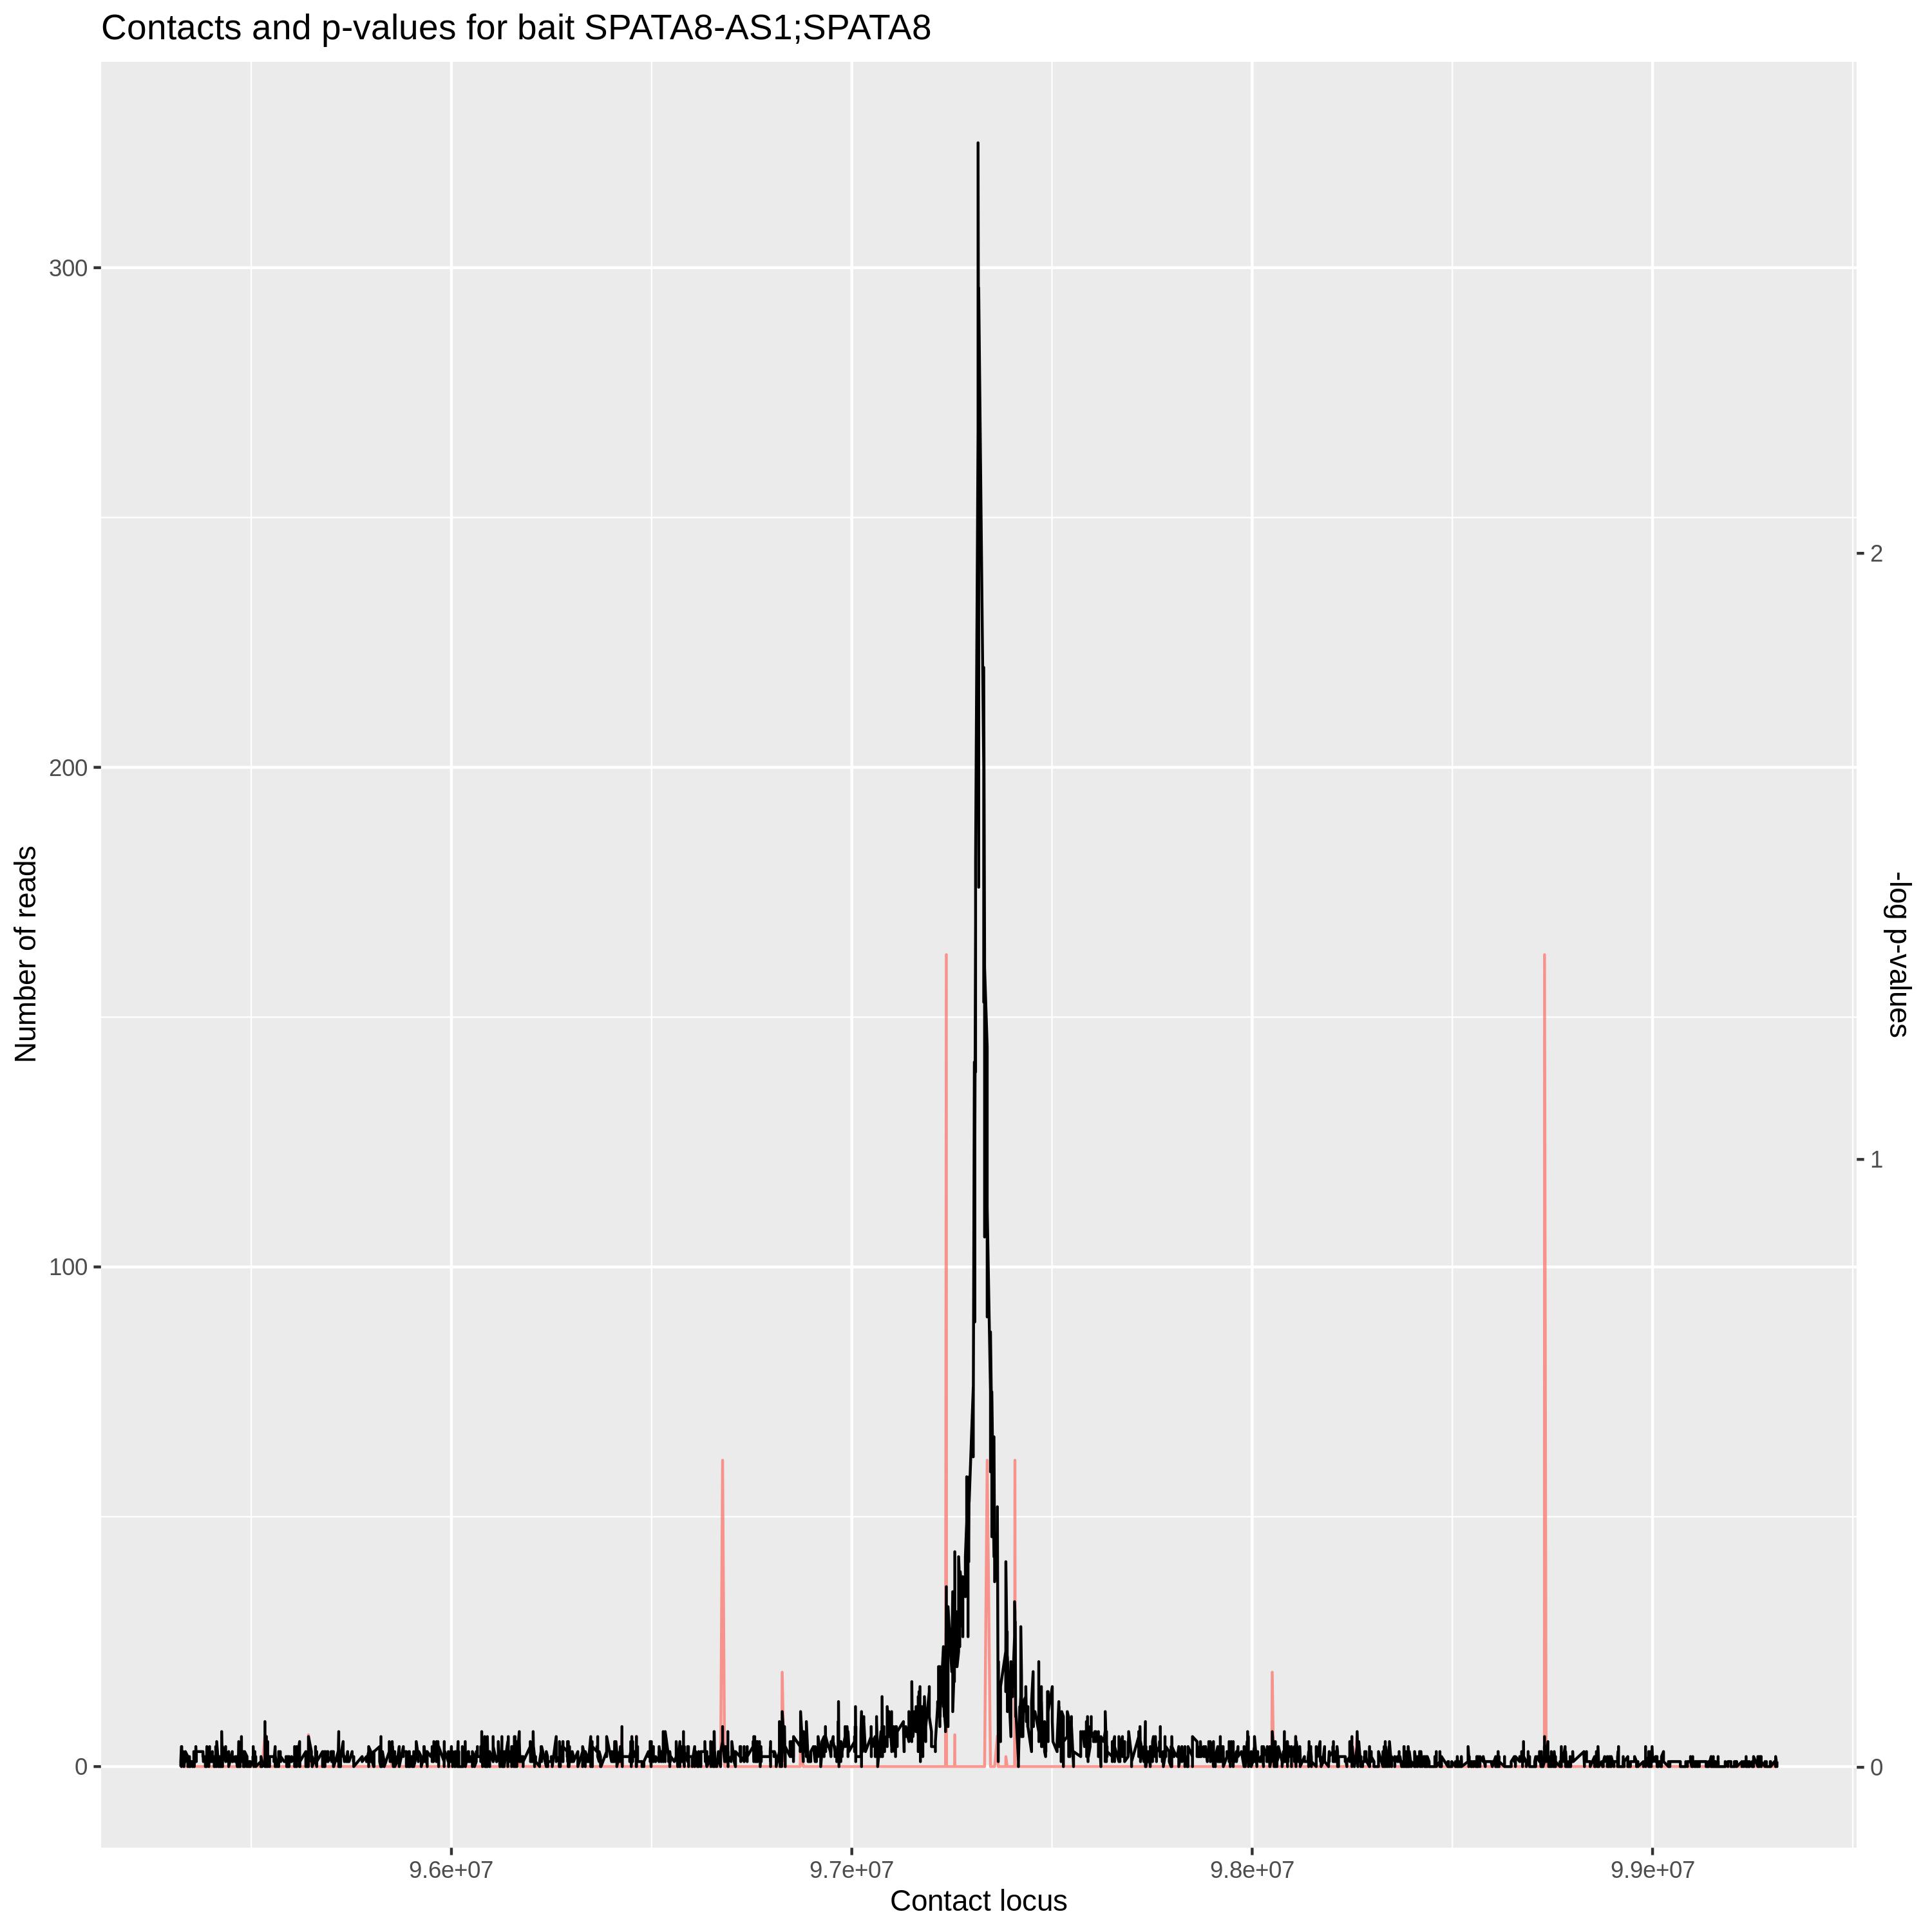 Contacts and p-values for bait SPATA8-AS1;SPATA8
Number of reads
300
200
100
0
2
1
0
-log p-values
9.6e+07
9.7e+07
9.8e+07
9.9e+07
Contact locus